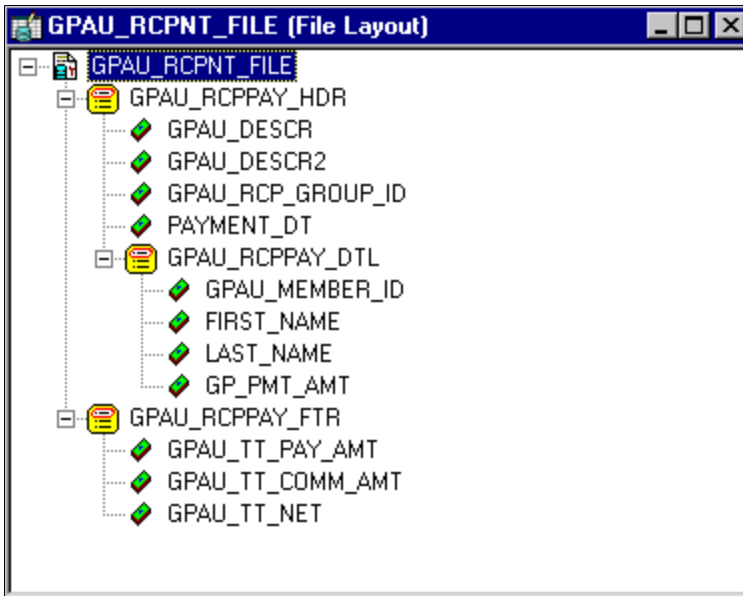 GPAU_RCPNT_FILE (File Layout)
GPAU_RCPNT_FILE
GPAU_RCPPAY_HDR
GPAU_DESCR
GPAU_DESCR2
GPAU_RCP_GROUP_ID
PAYMENT_DT
GPAU_RCPPAY_DTL
GPAU_MEMBER_ID
FIRST_NAME
LAST_NAME
GP_PMT_AMT
GPAU_RCPPAY_FTR
GPAU_TT_PAY_AMT
GPAU_TT_COMM_AMT
GPAU_TT_NET